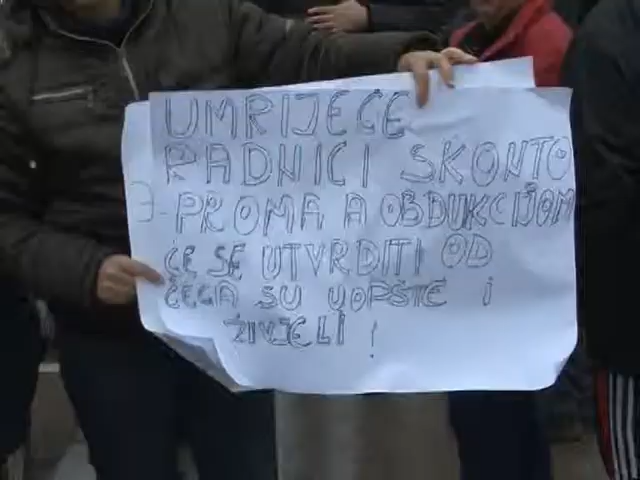 UMRIJEĆE
RADNICI SKONTO
PROMA A OBDUKCIJOM
ĆE SE UTVRDITI OD
ČEGA SU UOPŠTE i
ŽIVJELI !